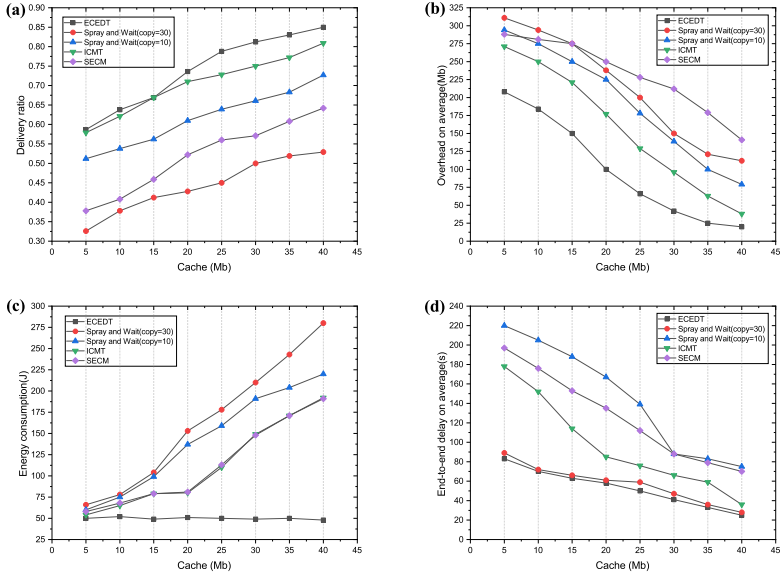 (a)
0.90
0.85
0.80
0.75
0.70
0.65
0.60
0.55
0.50
0.45
0.40
0.35
0.30
Delivery ratio
ECEDT
Spray and Wait(copy=30)
Spray and Wait(copy=10)
ICMT
SECM
0 5 10 15 20 25 30 35 40 45
Cache (Mb)
(b)
325
300
275
250
225
200
175
150
125
100
75
50
25
0
Overhead on average(Mb)
ECEDT
Spray and Wait(copy=30)
Spray and Wait(copy=10)
ICMT
SECM
0 5 10 15 20 25 30 35 40 45
Cache (Mb)
(c)
300
275
250
225
200
175
150
125
100
75
50
25
Energy consumption(J)
ECEDT
Spray and Wait(copy=30)
Spray and Wait(copy=10)
ICMT
SECM
0 5 10 15 20 25 30 35 40 45
Cache (Mb)
(d)
240
220
200
180
160
140
120
100
80
60
40
20
0
End-to-end delay on average(s)
ECEDT
Spray and Wait(copy=30)
Spray and Wait(copy=10)
ICMT
SECM
0 5 10 15 20 25 30 35 40 45
Cache (Mb)